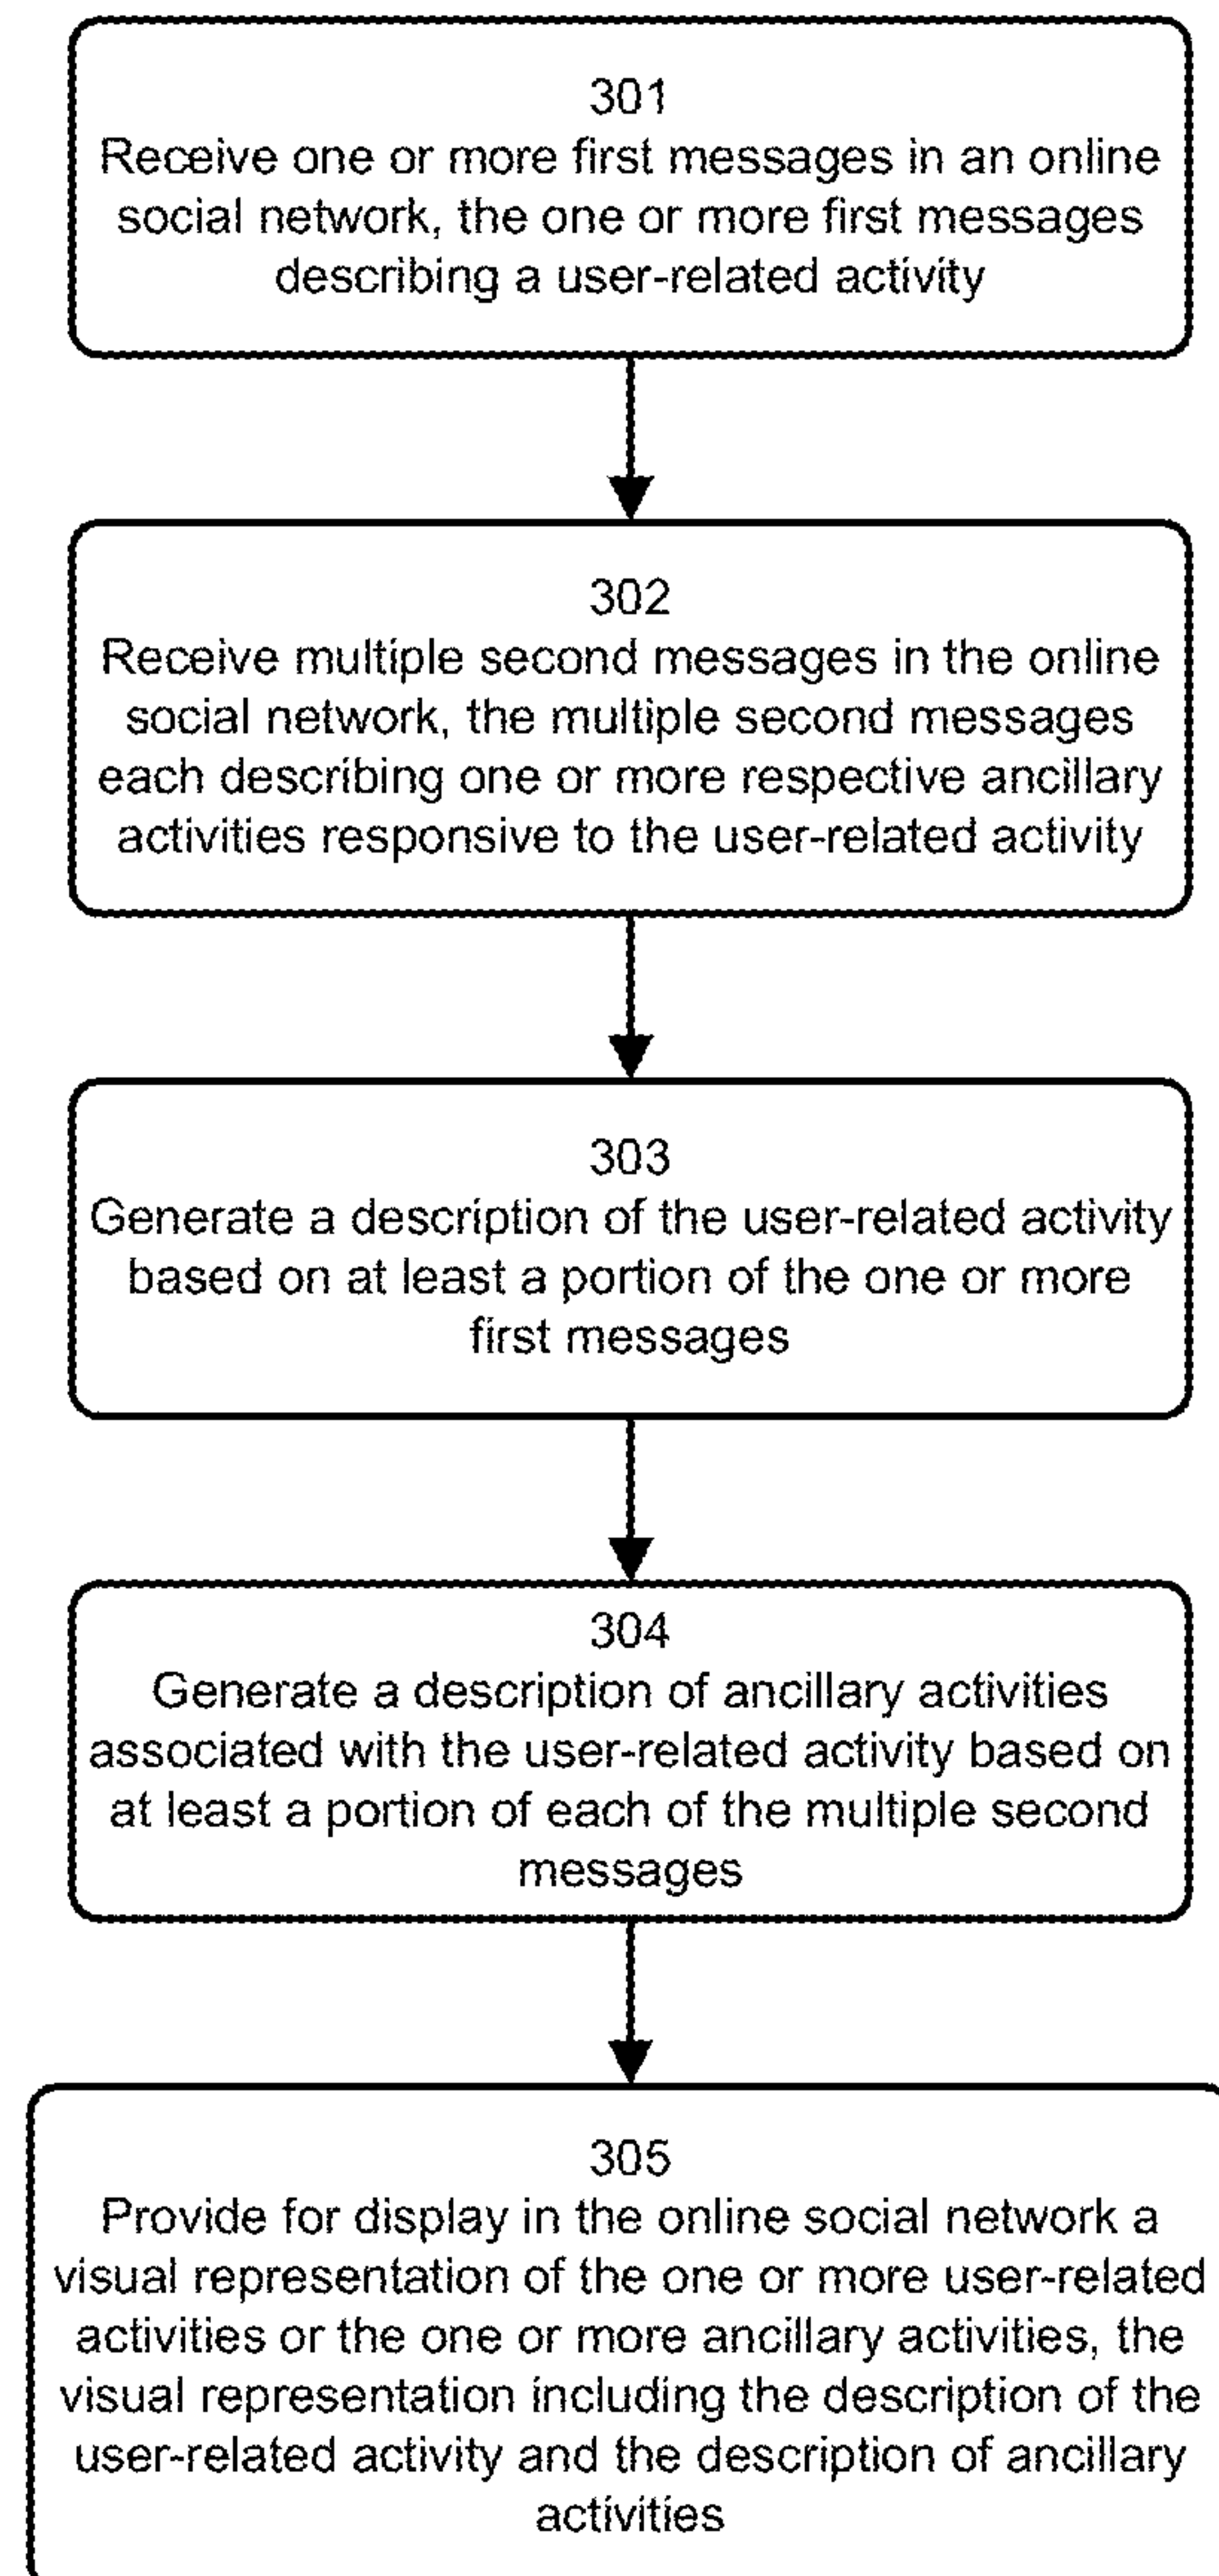 301
Receive one or more first messages in an online
social network, the one or more first messages
describing a user-related activity
302
Receive multiple second messages in the online
social network, the multiple second messages
each describing one or more respective ancillary
activities responsive to the user-related activity
303
Generate a description of the user-related activity
based on at least a portion of the one or more
first messages
304
Generate a description of ancillary activities
associated with the user-related activity based on
at least a portion of each of the multiple second
messages
305
Provide for display in the online social network a
visual representation of the one or more user-related
activities or the one or more ancillary activities, the
visual representation including the description of the
user-related activity and the description of ancillary
activities